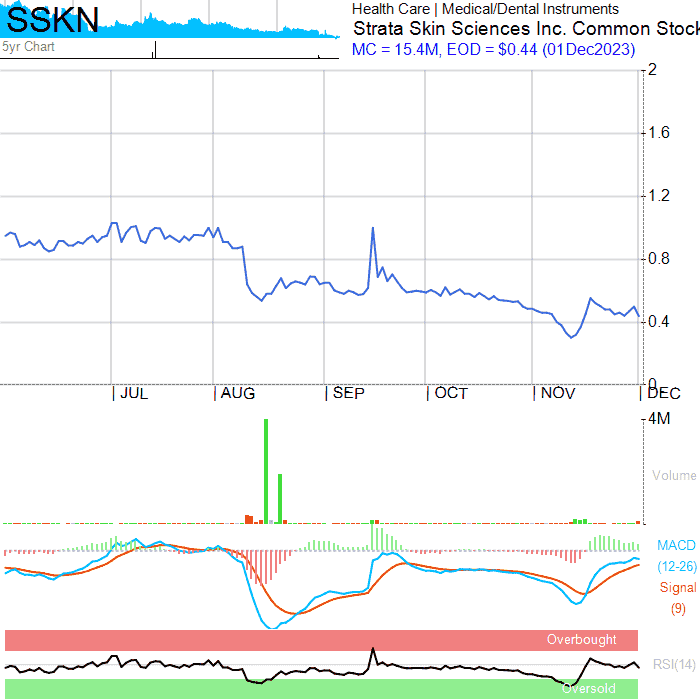 SSKN
5yr Chart
Health Care | Medical/Dental Instruments
Strata Skin Sciences Inc. Common Stock
MC = 15.4M, EOD = $0.44 (01Dec2023)
2
1.6
1.2
0.8
0.4
0
JUL
AUG
SEP
OCT
NOV
DEC
4M
Volume
MACD
(12-26)
Signal
(9)
Overbought
RSI(14)
Oversold